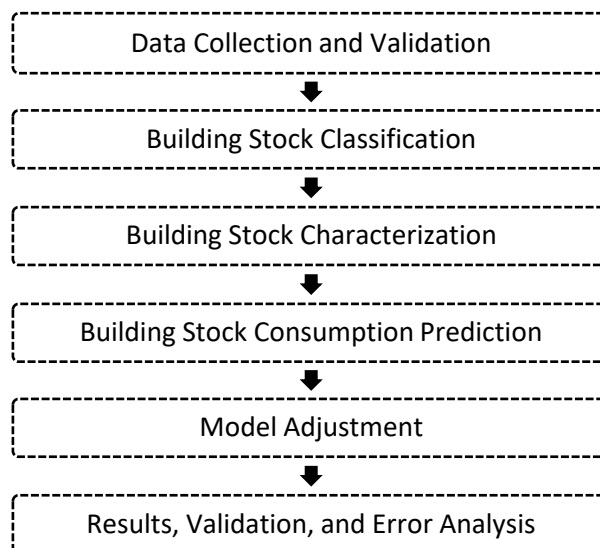 Data Collection and Validation
Building Stock Classification
Building Stock Characterization
Building Stock Consumption Prediction
Model Adjustment
Results, Validation, and Error Analysis